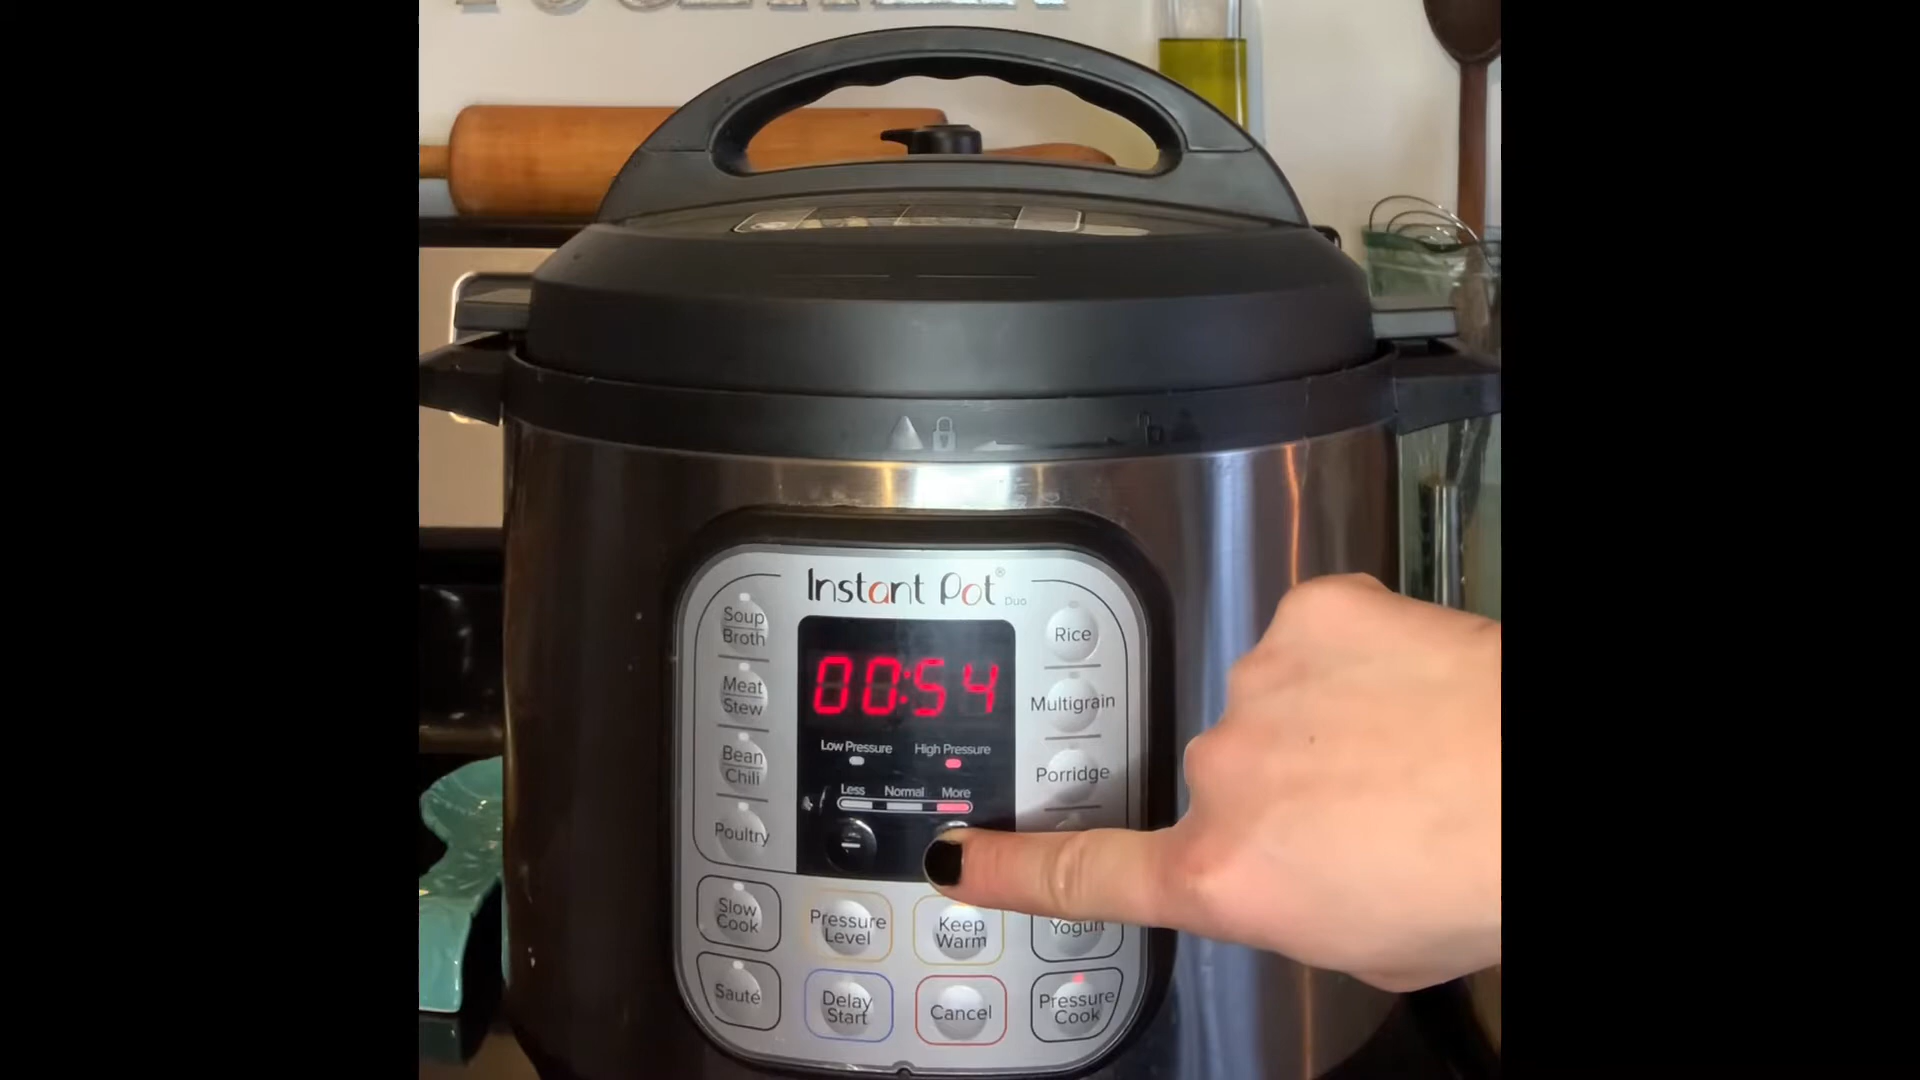 Instant Pot®
Duo
Soup
Broth
Meat
Stew
Bean
Chili
Poultry
Slow
Cook
Sauté
00:54
Low Pressure
High Pressure
Less
Normal
More
Pressure
Level
Keep
Warm
Delay
Start
Cancel
Rice
Multigrain
Porridge
Yogurt
Pressure
Cook